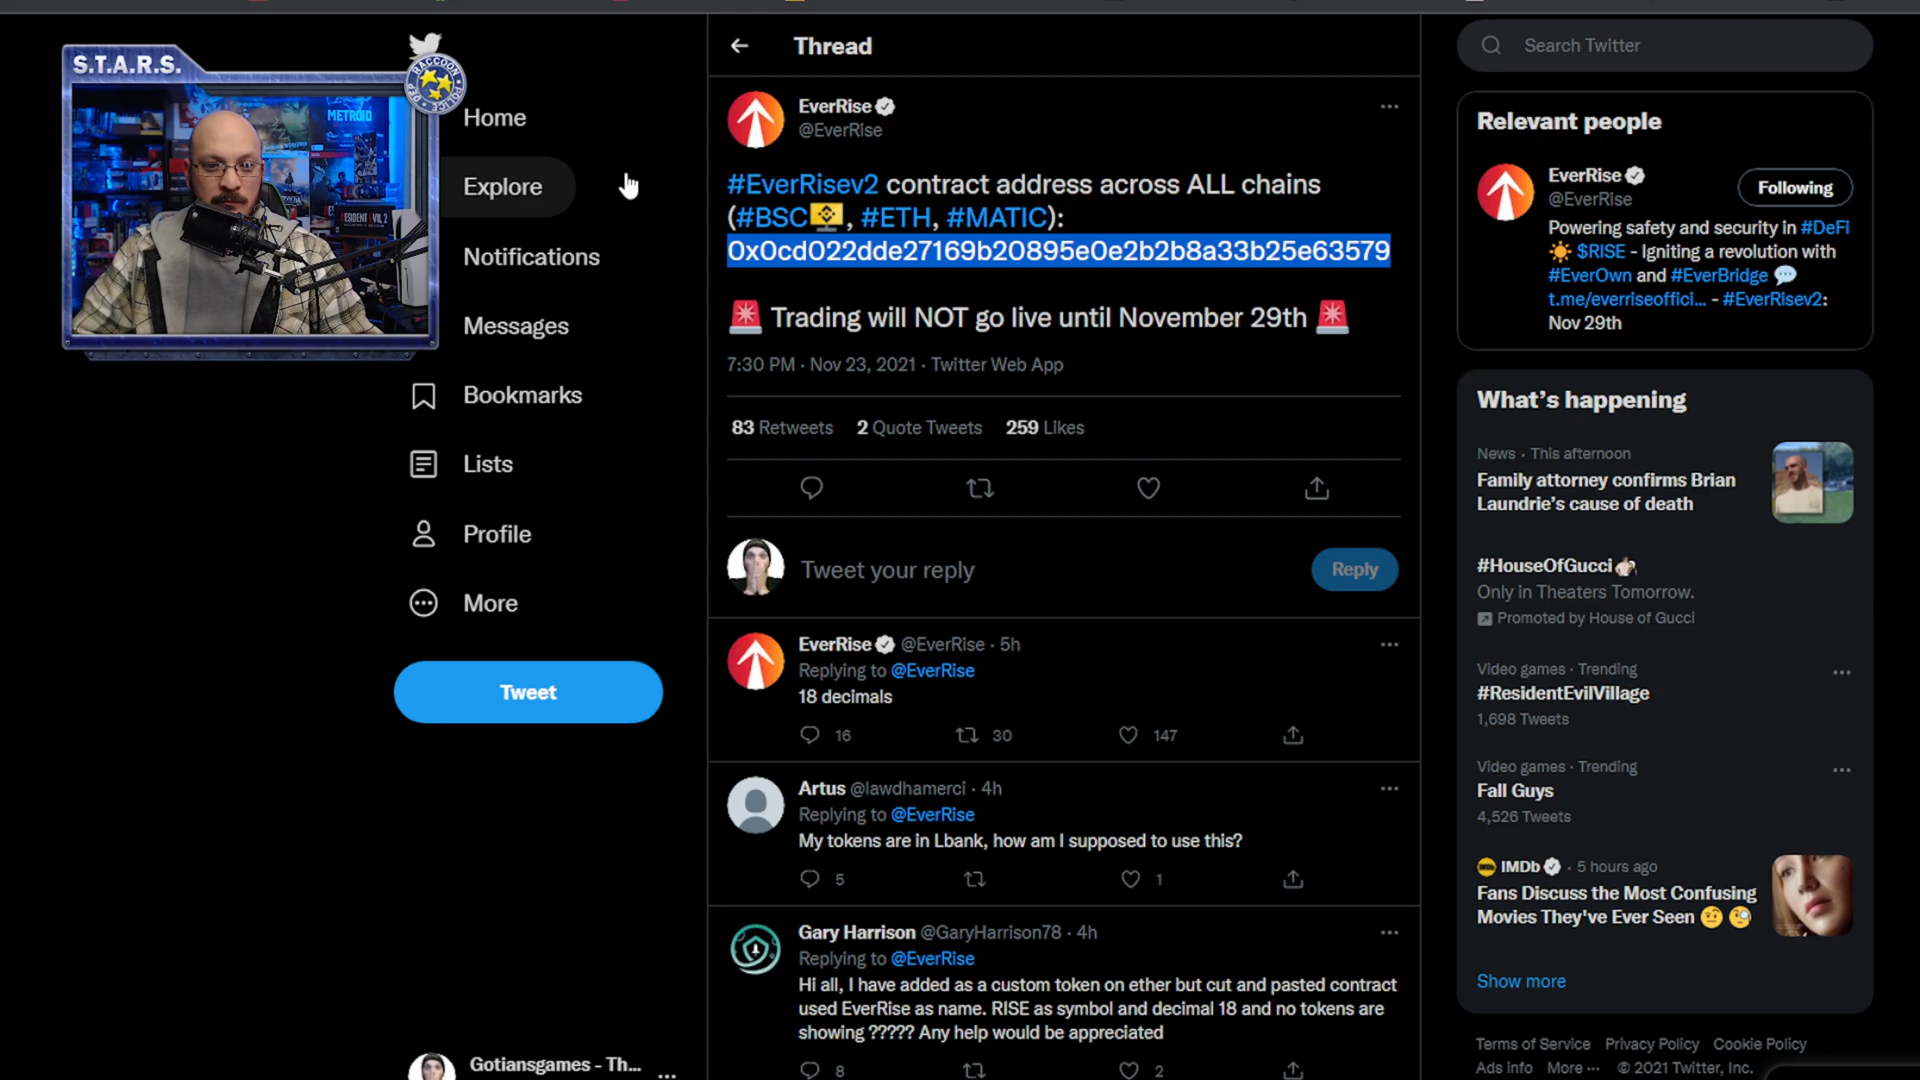 S.T.A.R.S.
RACCOON
POLICE
METROID
RESIDENT EVIL 2
Home
Explore
Notifications
Messages
Bookmarks
Lists
Profile
More
Tweet
Gotiansgames - Th...
Thread
EverRise
@EverRise
#EverRisev2 contract address across ALL chains
(#BSC, #ETH, #MATIC):
0x0cd022dde27169b20895e0e2b2b8a33b25e63579
🚨 Trading will NOT go live until November 29th 🚨
7:30 PM · Nov 23, 2021 · Twitter Web App
83 Retweets 2 Quote Tweets 259 Likes
Tweet your reply
Reply
EverRise @EverRise · 5h
Replying to @EverRise
18 decimals
16 30 147
Artus @lawdhamerci · 4h
Replying to @EverRise
My tokens are in Lbank, how am I supposed to use this?
5 1
Gary Harrison @GaryHarrison78 · 4h
Replying to @EverRise
Hi all, I have added as a custom token on ether but cut and pasted contract
used EverRise as name. RISE as symbol and decimal 18 and no tokens are
showing ????? Any help would be appreciated
8 2
Search Twitter
Relevant people
EverRise
@EverRise
Following
Powering safety and security in #DeFi
☀️ $RISE - Igniting a revolution with
#EverOwn and #EverBridge 💬
t.me/everriseoffici... - #EverRisev2:
Nov 29th
What's happening
News · This afternoon
Family attorney confirms Brian
Laundrie's cause of death
#HouseOfGucci
Only in Theaters Tomorrow.
Promoted by House of Gucci
Video games · Trending
#ResidentEvilVillage
1,698 Tweets
Video games · Trending
Fall Guys
4,526 Tweets
IMDb · 5 hours ago
Fans Discuss the Most Confusing
Movies They've Ever Seen 🤨 🧐
Show more
Terms of Service Privacy Policy Cookie Policy
Ads info More ··· © 2021 Twitter, Inc.